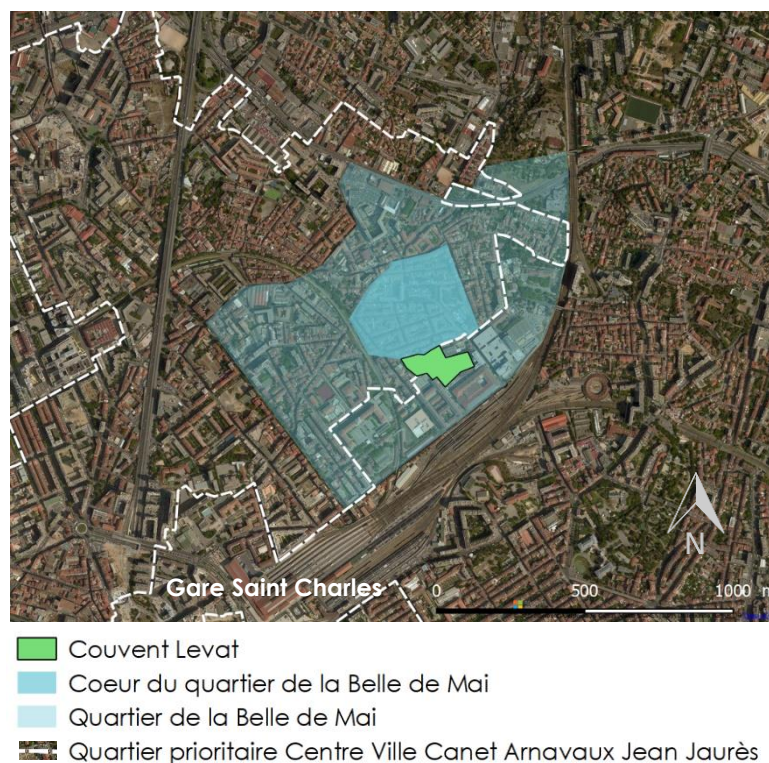 N
Gare Saint Charles
0 500 1000 m
Couvent Levat
Coeur du quartier de la Belle de Mai
Quartier de la Belle de Mai
Quartier prioritaire Centre Ville Canet Arnavaux Jean Jaurès